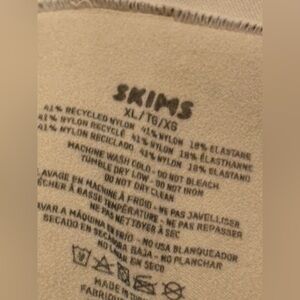 SKIMS
XL/TG/XG
41% RECYCLED NYLON 41% NYLON 18% ELASTANE
41% NYLON RECYCLÉ 41% NYLON 18% ÉLASTHANNE
41% NYLON RECICLADO 41% NYLON 18% ELASTANO
MACHINE WASH COLD - DO NOT BLEACH
TUMBLE DRY LOW - DO NOT IRON
DO NOT DRY CLEAN
LAVAGE EN MACHINE À FROID - NE PAS JAVELLISER
SÉCHER À BASSE TEMPÉRATURE - NE PAS REPASSER
NE PAS NETTOYER À SEC
LAVAR A MÁQUINA EN FRÍO - NO USA BLANQUEADOR
SECADO EN SECADORA BAJA - NO PLANCHAR
NO LIMPIAR EN SECO
MADE IN